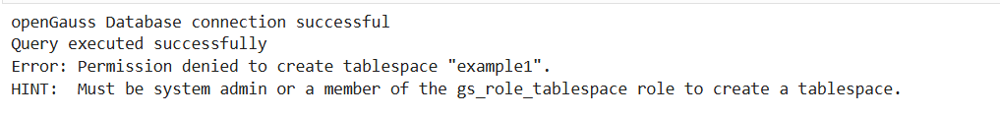 openGauss Database connection successful
Query executed successfully
Error: Permission denied to create tablespace "example1".
HINT:  Must be system admin or a member of the gs_role_tablespace role to create a tablespace.